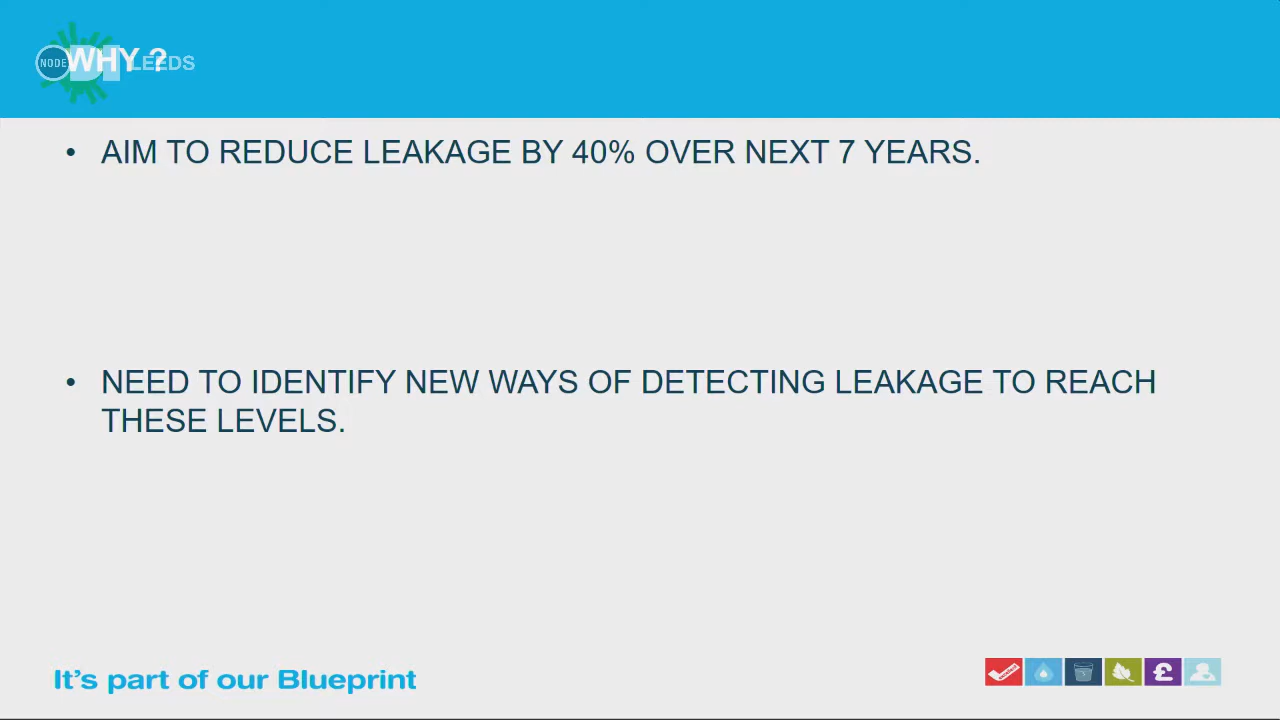 WHY ?
NODE
ODI LEEDS
• AIM TO REDUCE LEAKAGE BY 40% OVER NEXT 7 YEARS.
• NEED TO IDENTIFY NEW WAYS OF DETECTING LEAKAGE TO REACH
THESE LEVELS.
It's part of our Blueprint
£